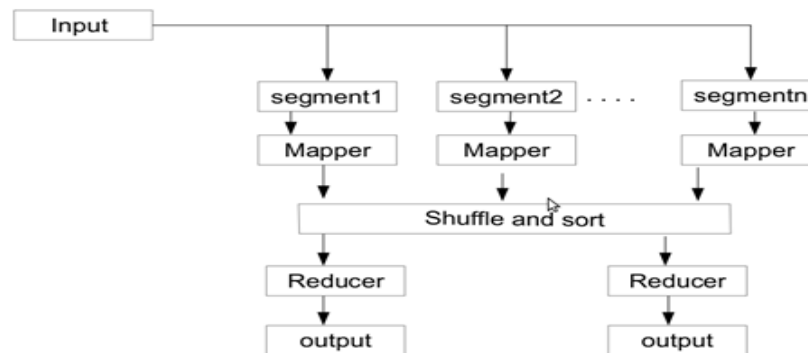 Input
segment1 segment2 . . . . segmentn
Mapper Mapper Mapper
Shuffle and sort
Reducer Reducer
output output